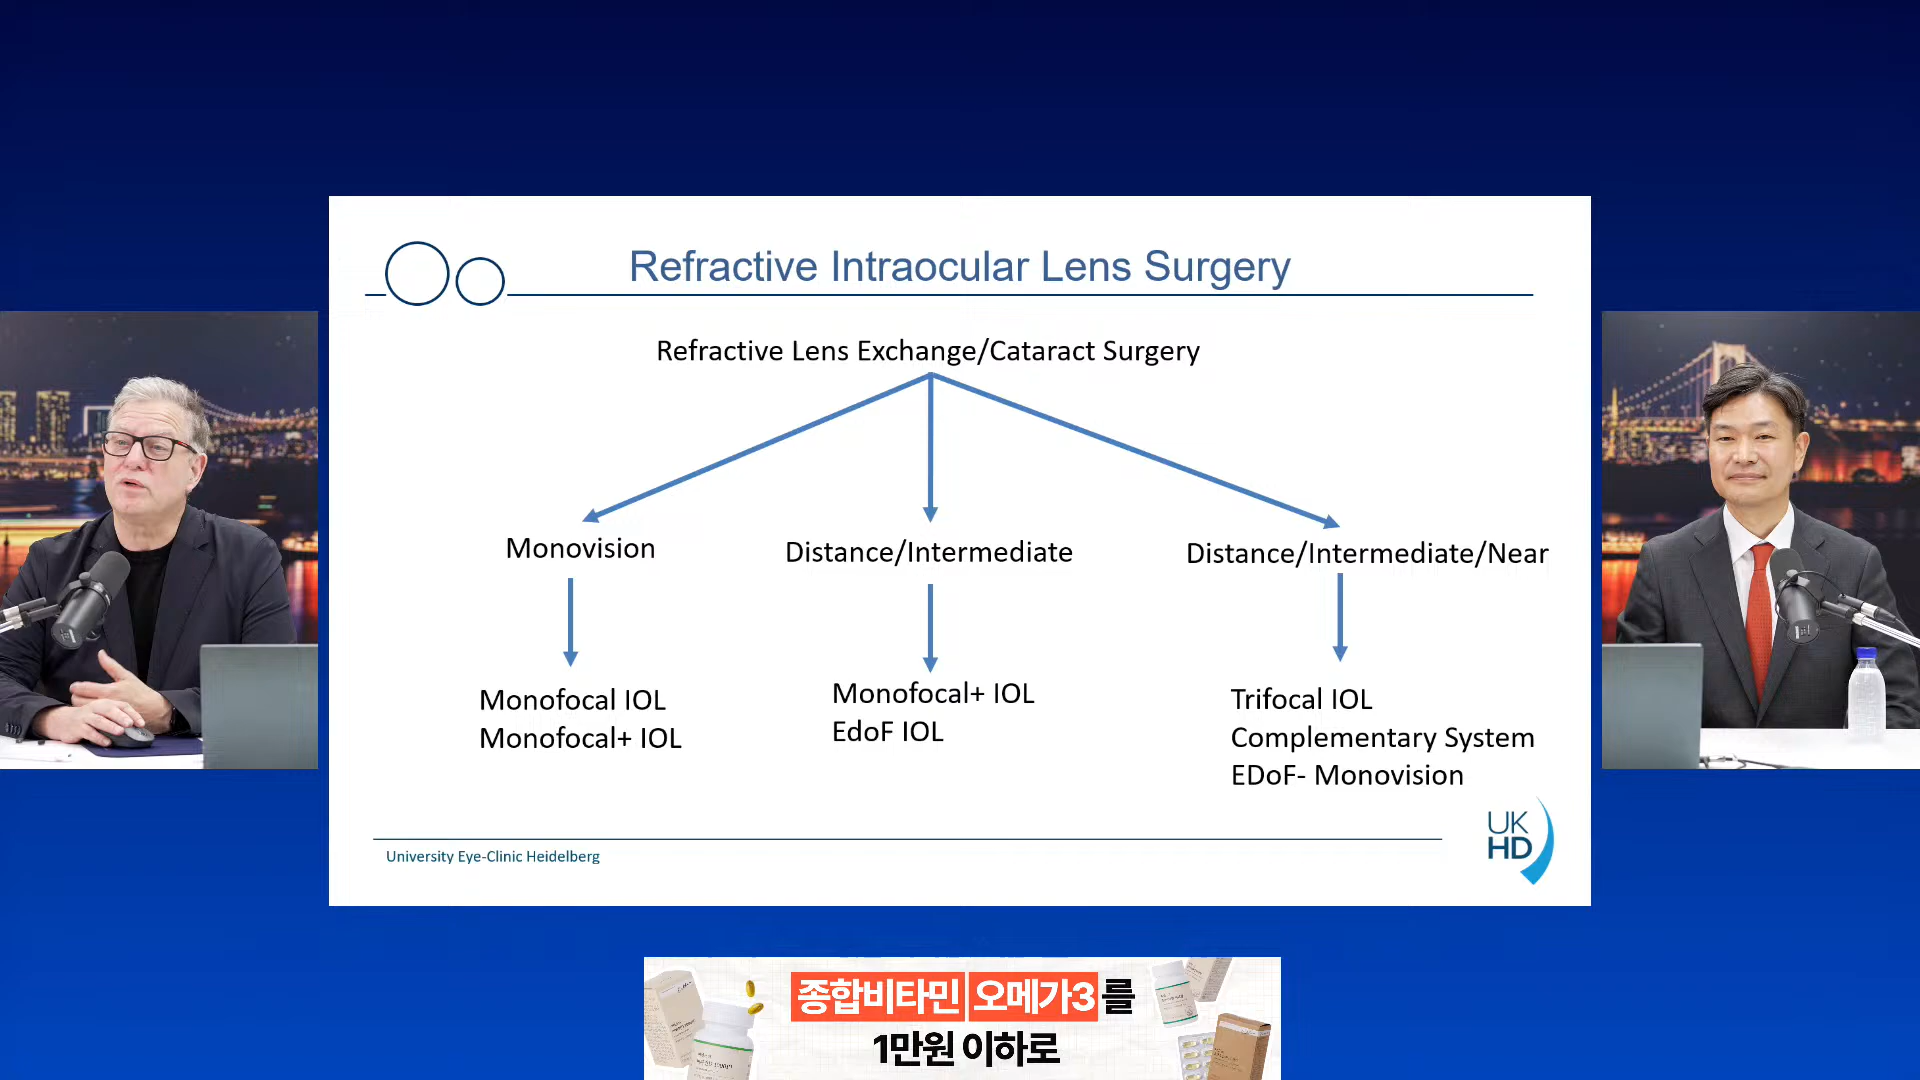 Refractive Intraocular Lens Surgery
Refractive Lens Exchange/Cataract Surgery
Monovision
Distance/Intermediate
Distance/Intermediate/Near
Monofocal IOL
Monofocal+ IOL
Monofocal+ IOL
EdoF IOL
Trifocal IOL
Complementary System
EDoF- Monovision
University Eye-Clinic Heidelberg
UK
HD
종합비타민 오메가3를
1만원 이하로